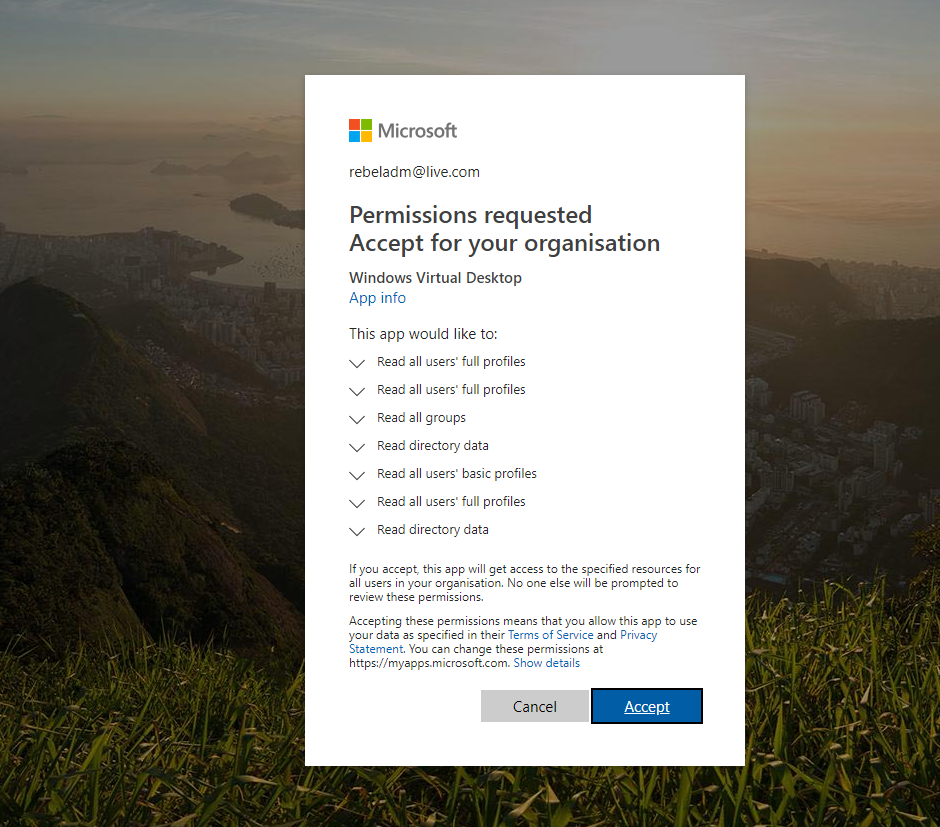 Microsoft
rebeladm@live.com
Permissions requested
Accept for your organisation
Windows Virtual Desktop
App info
This app would like to:
Read all users' full profiles
Read all users' full profiles
Read all groups
Read directory data
Read all users' basic profiles
Read all users' full profiles
Read directory data
If you accept, this app will get access to the specified resources for
all users in your organisation. No one else will be prompted to
review these permissions.
Accepting these permissions means that you allow this app to use
your data as specified in their Terms of Service and Privacy
Statement. You can change these permissions at
https://myapps.microsoft.com. Show details
Cancel
Accept